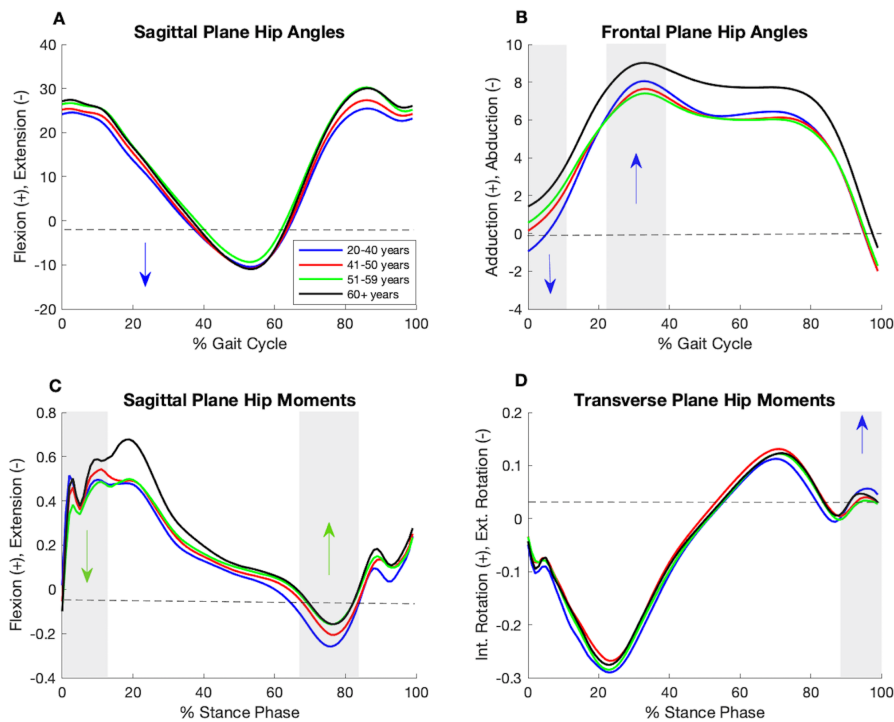 A
Sagittal Plane Hip Angles
Flexion (+), Extension (-)
40
30
20
10
0
-10
-20
0
20
40
60
80
100
% Gait Cycle
20-40 years
41-50 years
51-59 years
60+ years
B
Frontal Plane Hip Angles
Adduction (+), Abduction (-)
10
8
6
4
2
0
-2
-4
0
20
40
60
80
100
% Gait Cycle
C
Sagittal Plane Hip Moments
Flexion (+), Extension (-)
0.8
0.6
0.4
0.2
0
-0.2
-0.4
0
20
40
60
80
100
% Stance Phase
D
Transverse Plane Hip Moments
Int. Rotation (+), Ext. Rotation (-)
0.2
0.1
0
-0.1
-0.2
-0.3
0
20
40
60
80
100
% Stance Phase